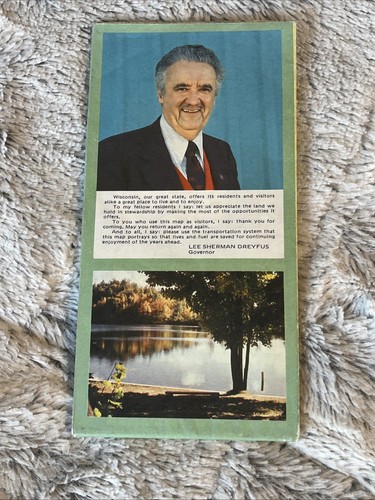 Wisconsin, our great state, offers its residents and visitors
alike a great place to live and to enjoy.
To my fellow residents I say: let us appreciate the land we
hold in stewardship by making the most of the opportunities it
offers.
To you who use this map as visitors, I say: thank you for
coming. May you return again and again.
And to all, I say: please use the transportation system that
this map portrays so that lives and fuel are saved for continuing
enjoyment of the years ahead.
LEE SHERMAN DREYFUS
Governor